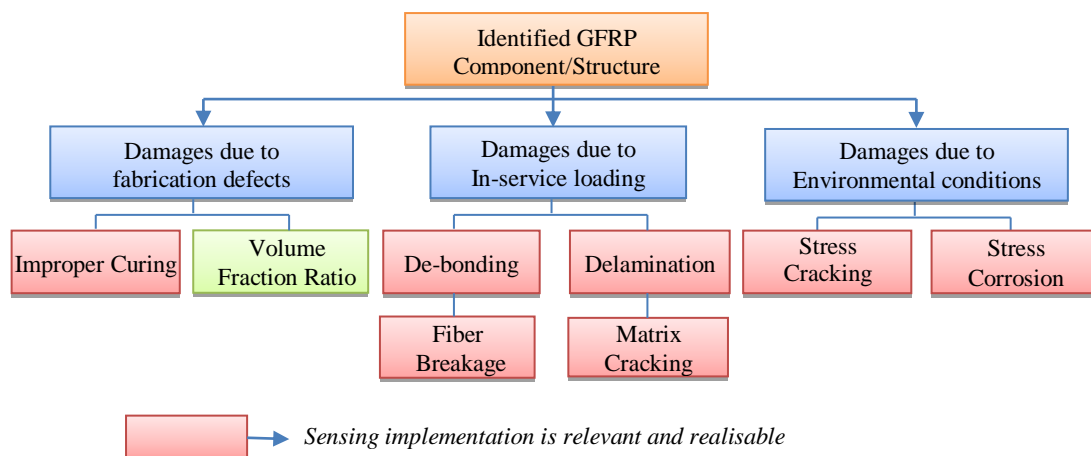 Identified GFRP
Component/Structure
Damages due to
fabrication defects
Damages due to
In-service loading
Damages due to
Environmental conditions
Improper Curing
Volume
Fraction Ratio
De-bonding
Delamination
Stress
Cracking
Stress
Corrosion
Fiber
Breakage
Matrix
Cracking
Sensing implementation is relevant and realisable